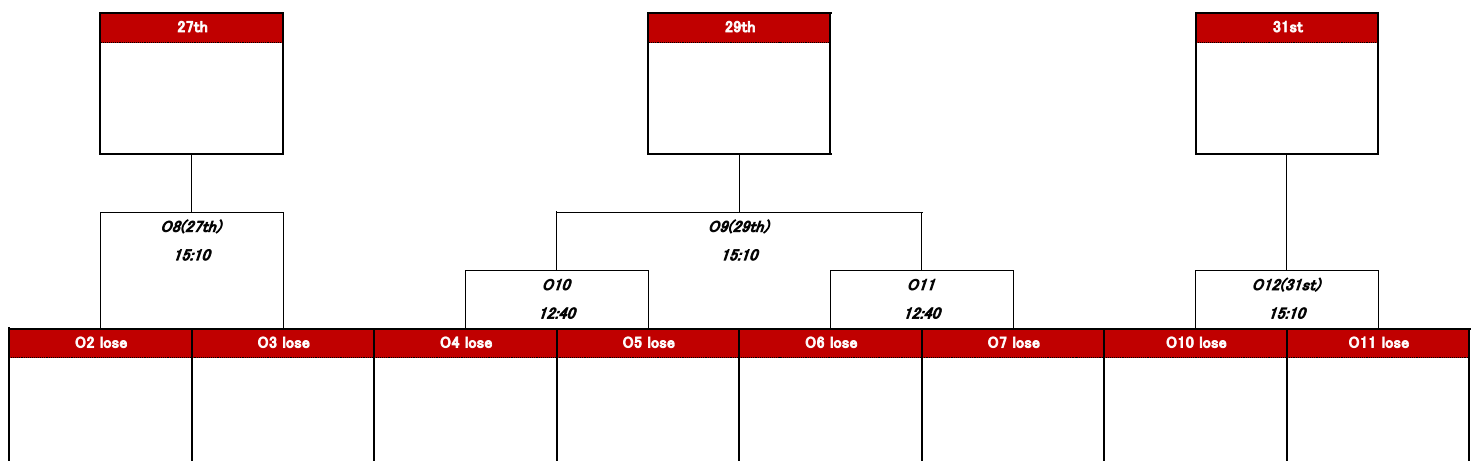 27th
29th
31st
O8(27th)
15:10
O9(29th)
15:10
O10
12:40
O11
12:40
O12(31st)
15:10
O2 lose
O3 lose
O4 lose
O5 lose
O6 lose
O7 lose
O10 lose
O11 lose